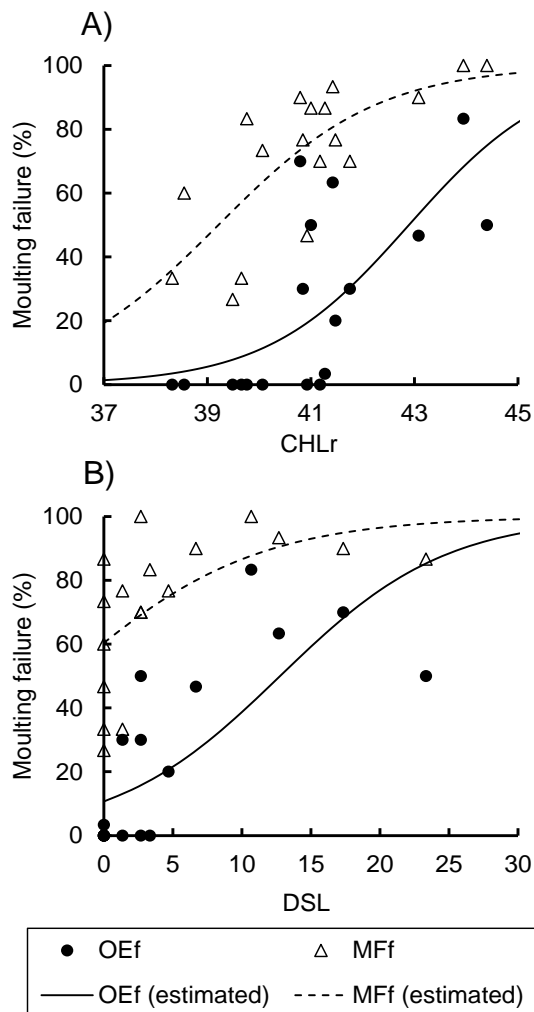 A)
100
80
60
40
20
0
Moulting failure (%)
37 39 41 43 45
CHLr
B)
100
80
60
40
20
0
Moulting failure (%)
0 5 10 15 20 25 30
DSL
OEf MFf
OEf (estimated) MFf (estimated)